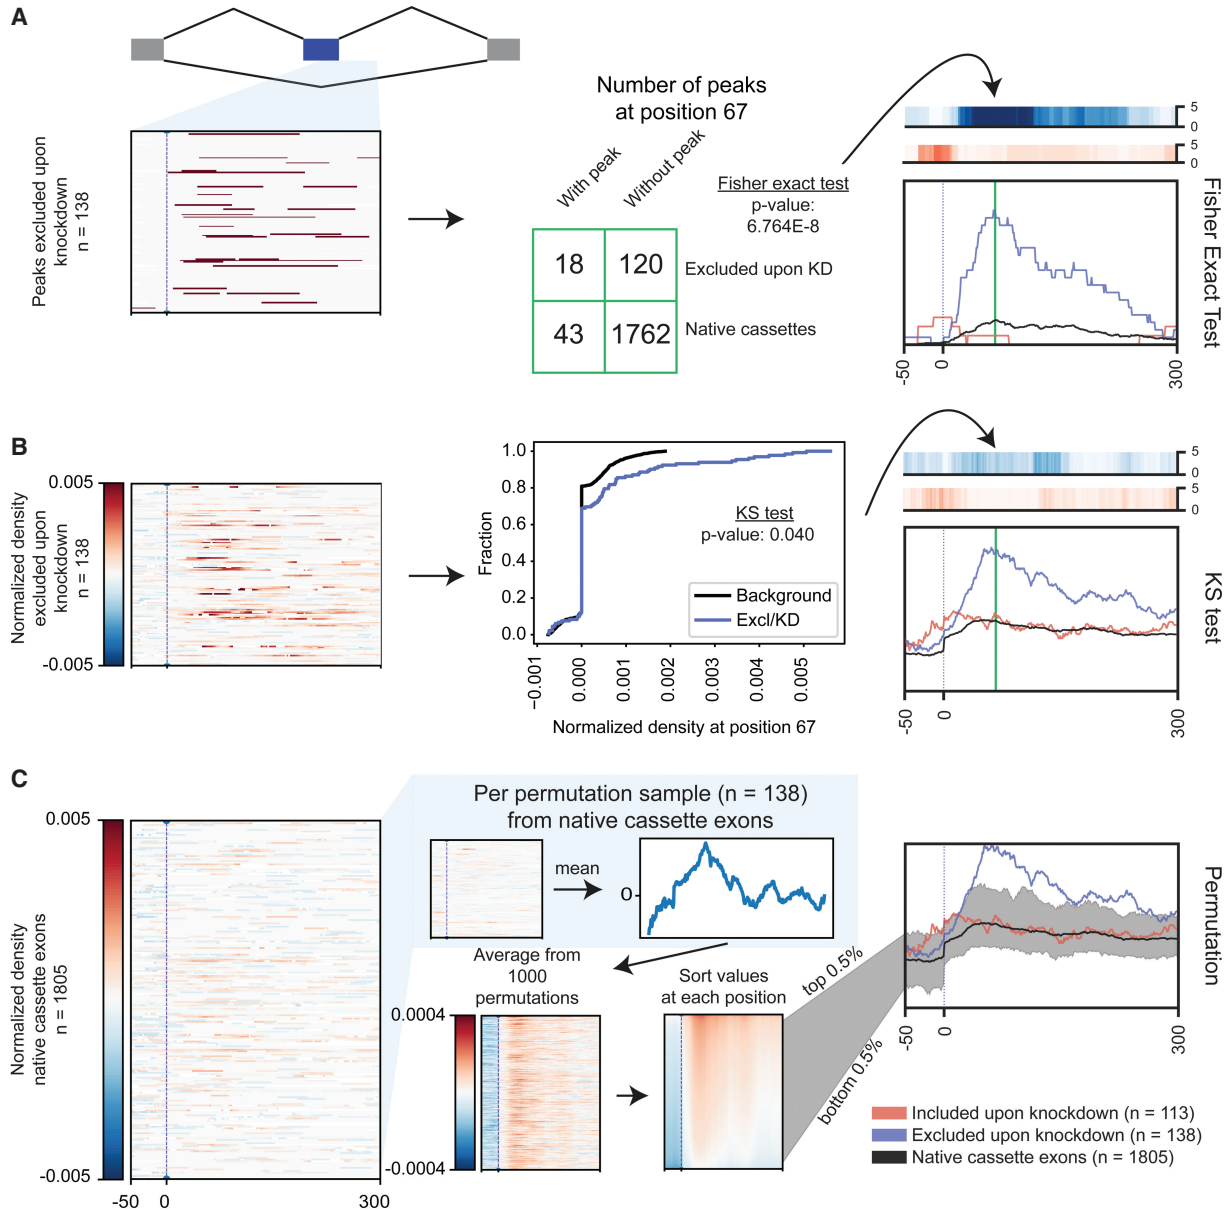 A
Peaks excluded upon
knockdown
n = 138
Number of peaks
at position 67
With peak
Without peak
18
120
43
1762
Excluded upon KD
Native cassettes
Fisher exact test
p-value:
6.764E-8
5
0
5
0
-50
0
300
Fisher Exact Test
B
Normalized density
excluded upon
knockdown
n = 138
0.005
-0.005
Fraction
1.0
0.8
0.6
0.4
0.2
0.0
KS test
p-value: 0.040
Background
Excl/KD
−0.001
0.000
0.001
0.002
0.003
0.004
0.005
Normalized density at position 67
5
0
5
0
-50
0
300
KS test
C
Normalized density
native cassette exons
n = 1805
0.005
-0.005
-50
0
300
Per permutation sample (n = 138)
from native cassette exons
mean
0
Average from
1000
permutations
0.0004
-0.0004
Sort values
at each position
top 0.5%
bottom 0.5%
-50
0
300
Permutation
Included upon knockdown (n = 113)
Excluded upon knockdown (n = 138)
Native cassette exons (n = 1805)